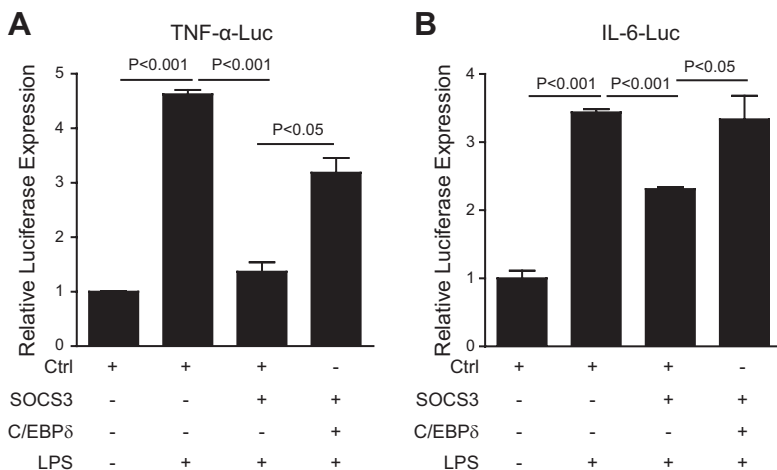 A
TNF-α-Luc
P<0.001 P<0.001
P<0.05
Relative Luciferase Expression
5
4
3
2
1
0
Ctrl + + + -
SOCS3 - - + +
C/EBPδ - - - +
LPS - + + +
B
IL-6-Luc
P<0.05
P<0.001 P<0.001
Relative Luciferase Expression
4
3
2
1
0
Ctrl + + + -
SOCS3 - - + +
C/EBPδ - - - +
LPS - + + +